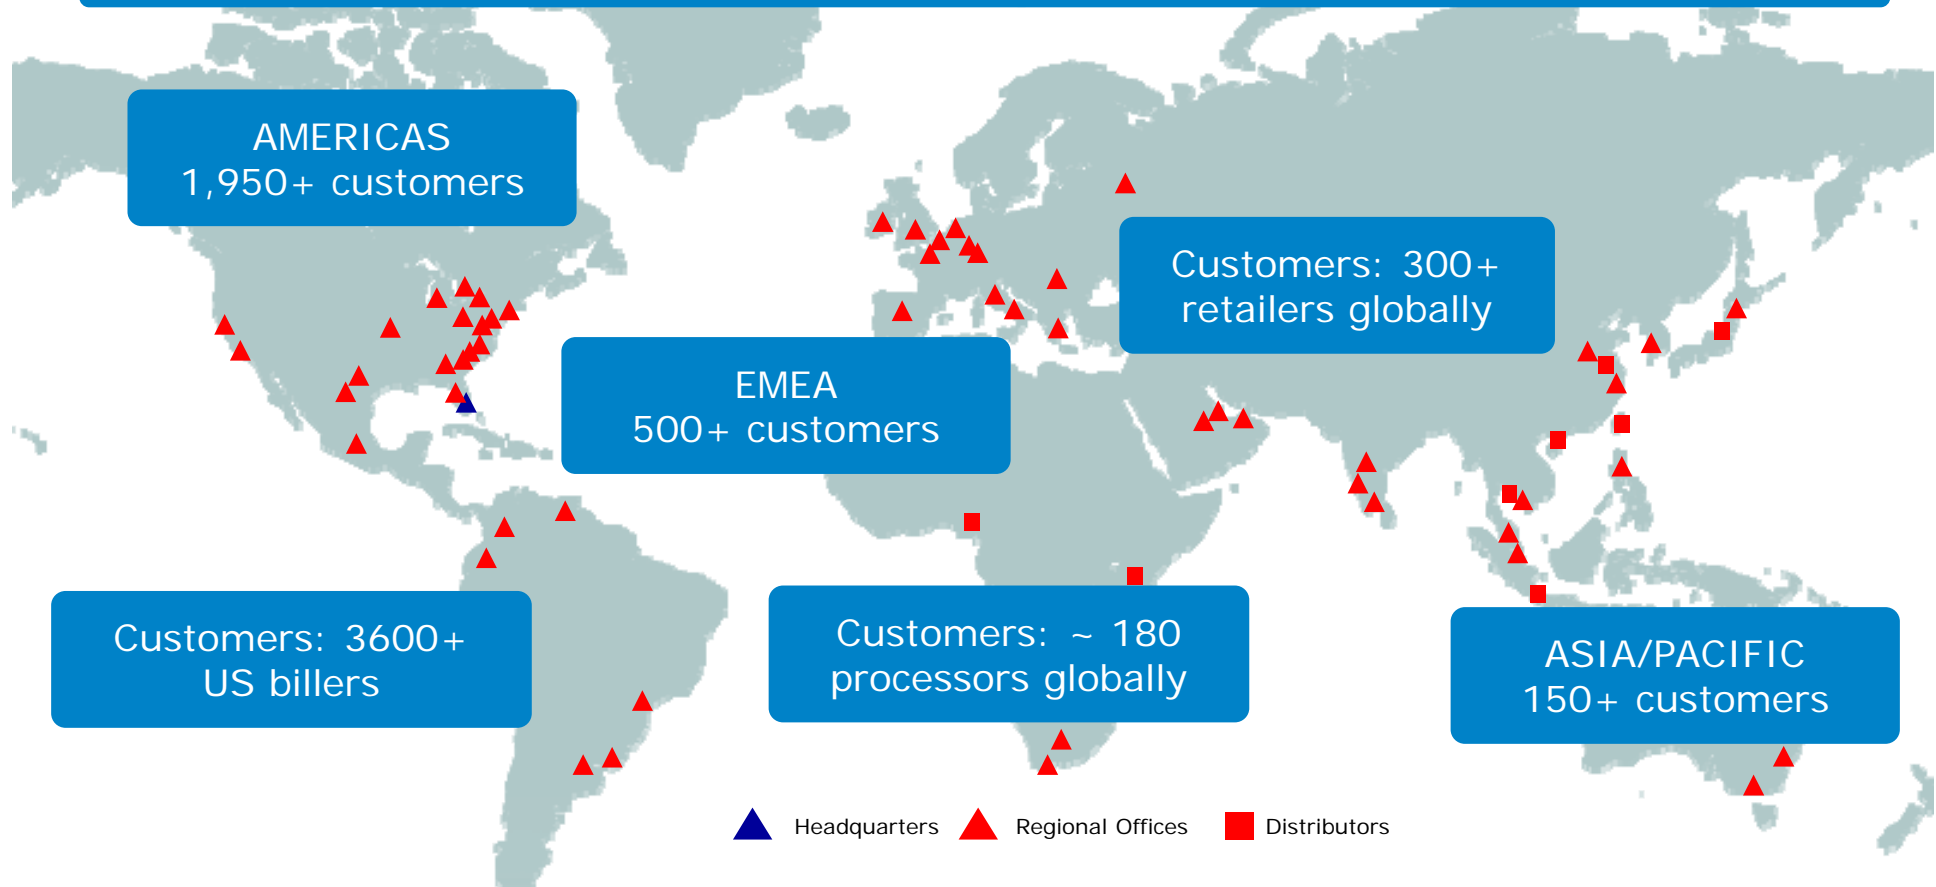 AMERICAS
1,950+ customers
Customers: 300+
retailers globally
EMEA
500+ customers
Customers: 3600+
US billers
Customers: ~ 180
processors globally
ASIA/PACIFIC
150+ customers
Headquarters
Regional Offices
Distributors